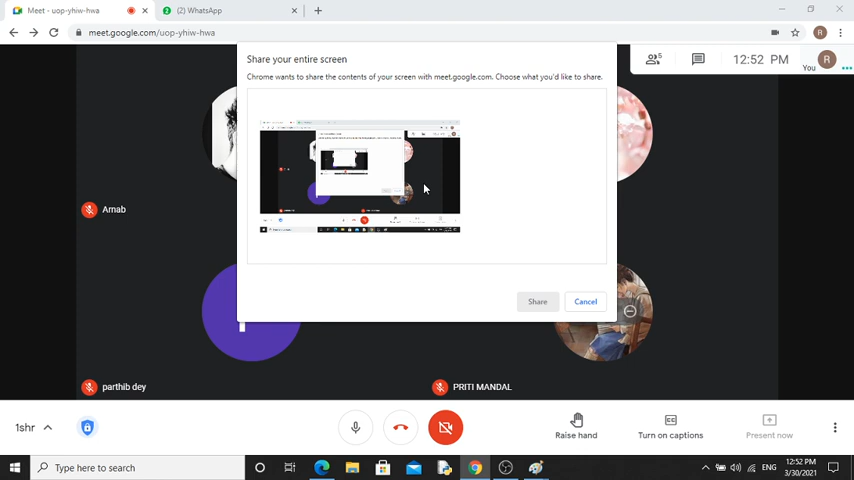 Meet - uop-yhiw-hwa
(2) WhatsApp
meet.google.com/uop-yhiw-hwa
R
Share your entire screen
Chrome wants to share the contents of your screen with meet.google.com. Choose what you'd like to share.
5
12:52 PM
You
R
Arnab
Share
Cancel
parthib dey
PRITI MANDAL
1shr
Raise hand
Turn on captions
Present now
Type here to search
ENG
12:52 PM
3/30/2021